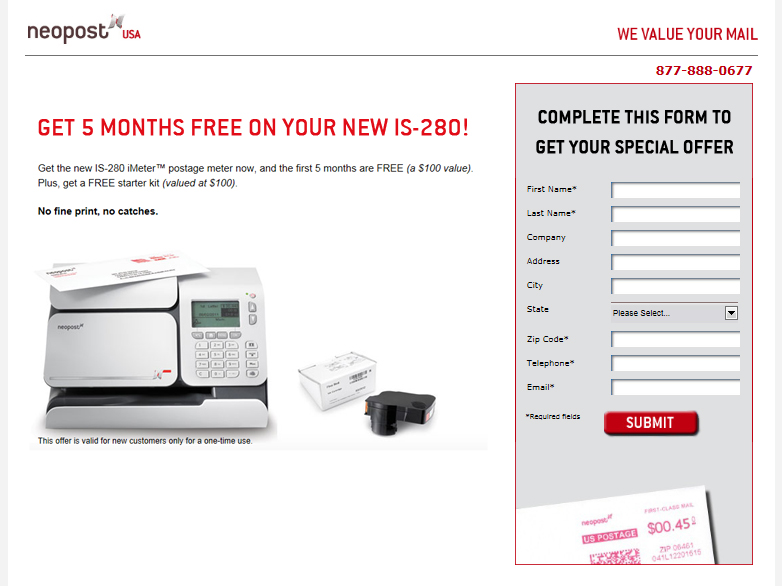 neopost USA
WE VALUE YOUR MAIL
877-888-0677
GET 5 MONTHS FREE ON YOUR NEW IS-280!
Get the new IS-280 iMeter™ postage meter now, and the first 5 months are FREE (a $100 value).
Plus, get a FREE starter kit (valued at $100).
No fine print, no catches.
neopost
neopost
This offer is valid for new customers only for a one-time use.
COMPLETE THIS FORM TO
GET YOUR SPECIAL OFFER
First Name*
Last Name*
Company
Address
City
State
Please Select...
Zip Code*
Telephone*
Email*
*Required fields
SUBMIT
neopost
FIRST-CLASS MAIL
US POSTAGE
$00.45
ZIP 06461
041L12201615